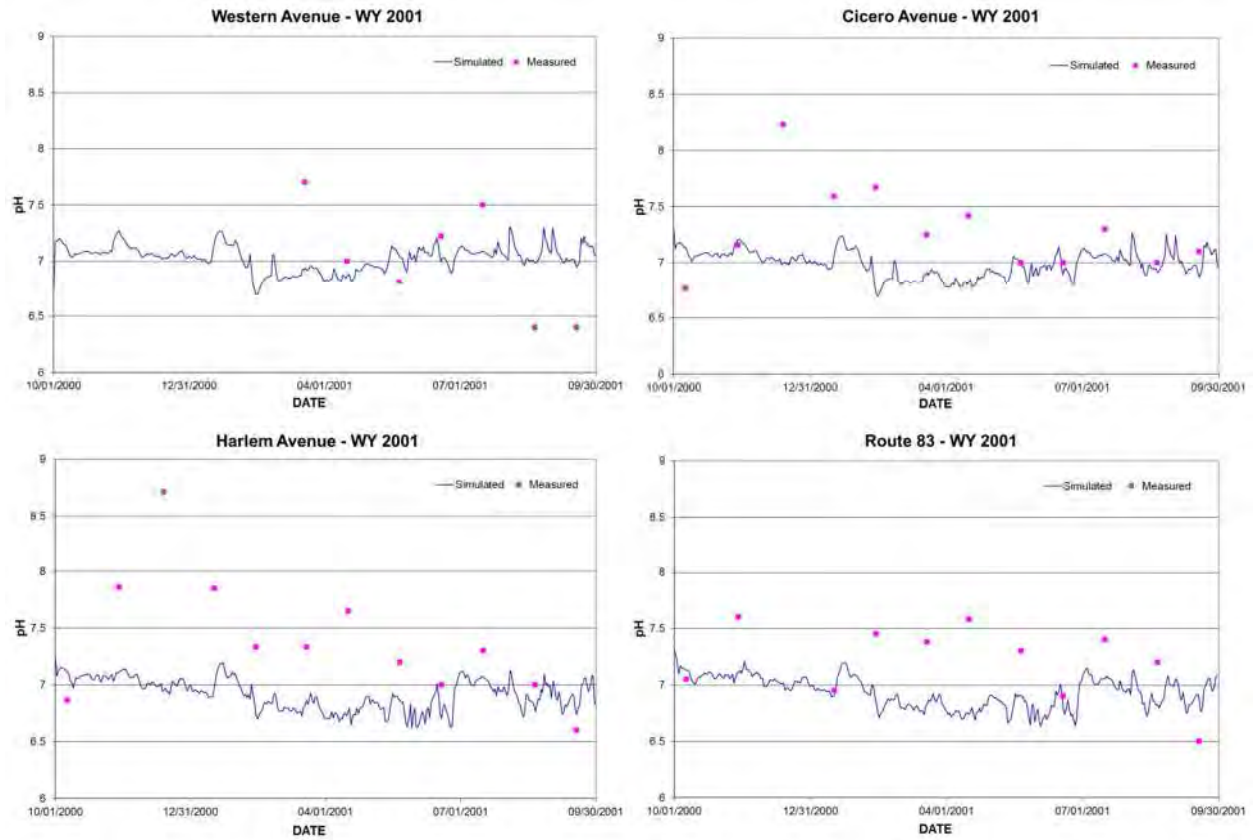 Western Avenue - WY 2001
9
8.5
8
7.5
7
6.5
6
pH
Simulated Measured
10/01/2000 12/31/2000 04/01/2001 07/01/2001 09/30/2001
DATE
Cicero Avenue - WY 2001
9
8.5
8
7.5
7
6.5
6
pH
Simulated Measured
10/01/2000 12/31/2000 04/01/2001 07/01/2001 09/30/2001
DATE
Harlem Avenue - WY 2001
9
8.5
8
7.5
7
6.5
6
pH
Simulated Measured
10/01/2000 12/31/2000 04/01/2001 07/01/2001 09/30/2001
DATE
Route 83 - WY 2001
9
8.5
8
7.5
7
6.5
6
pH
Simulated Measured
10/01/2000 12/31/2000 04/01/2001 07/01/2001 09/30/2001
DATE